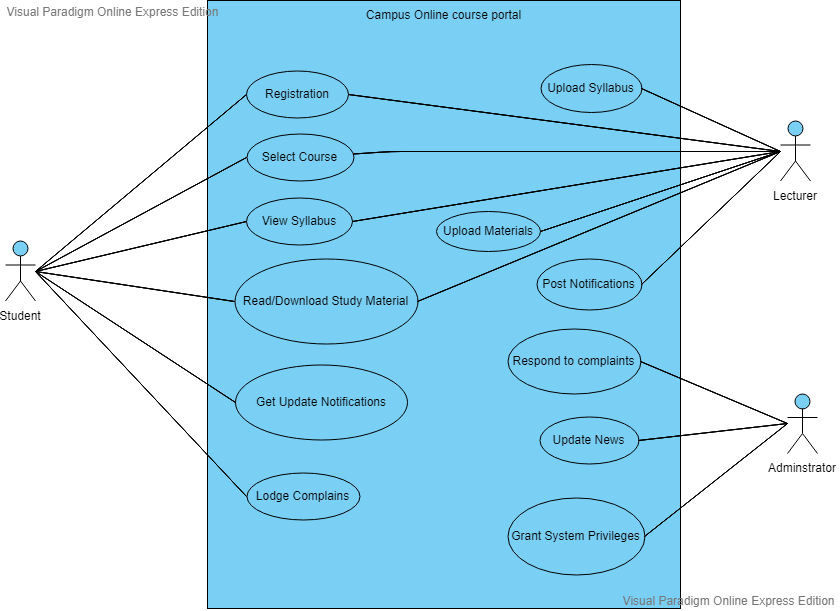 Visual Paradigm Online Express Edition
Campus Online course portal
Registration
Upload Syllabus
Select Course
Lecturer
View Syllabus
Upload Materials
Post Notifications
Read/Download Study Material
Student
Respond to complaints
Get Update Notifications
Update News
Adminstrator
Lodge Complains
Grant System Privileges
Visual Paradigm Online Express Edition